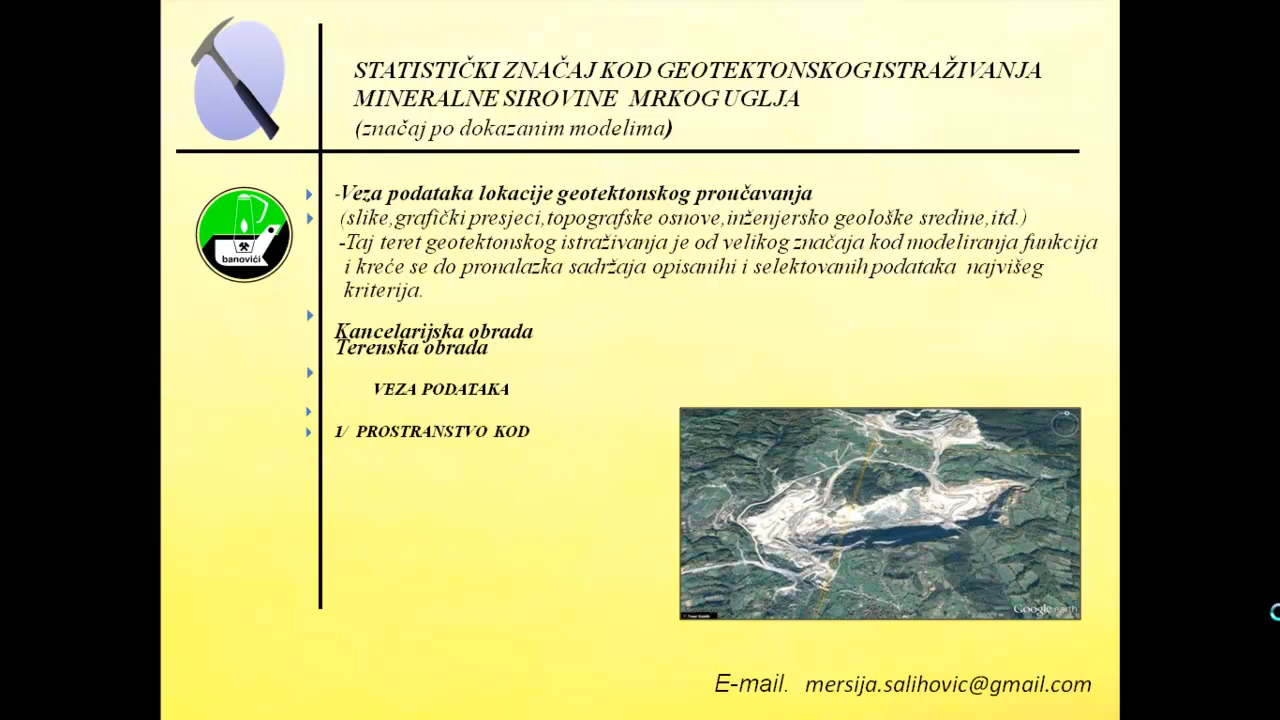 STATISTIČKI ZNAČAJ KOD GEOTEKTONSKOG ISTRAŽIVANJA
MINERALNE SIROVINE MRKOG UGLJA
(značaj po dokazanim modelima)
banovići
-Veza podataka lokacije geotektonskog proučavanja
(slike,grafički presjeci,topografske osnove,inženjersko geološke sredine,itd.)
-Taj teret geotektonskog istraživanja je od velikog značaja kod modeliranja funkcija
i kreće se do pronalazka sadržaja opisanihi i selektovanih podataka najvišeg
kriterija.
Kancelarijska obrada
Terenska obrada
VEZA PODATAKA
1/ PROSTRANSTVO KOD
Google earth
E-mail. mersija.salihovic@gmail.com